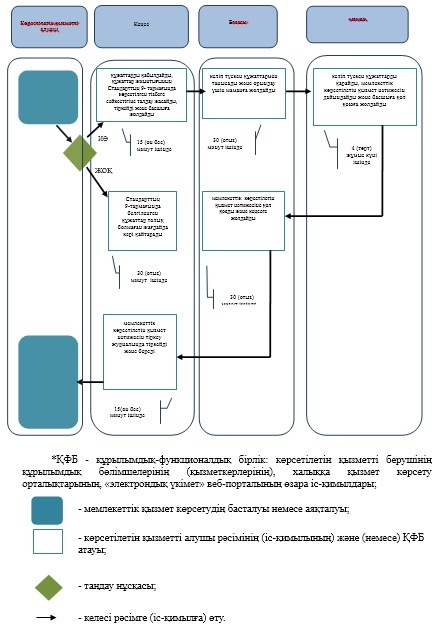 Кеңсе
құжаттарды қабылдайды,
құжаттар жиынтығының
Стандарттың 9-тармағында
көрсетілген тізбеге
сәйкестігіне талдау жасайды,
тіркейді және басшыға
жолдайды
15 (он бес)
минут ішінде
келіп түскен құжаттармен
танысады және орындау
үшін маманға жолдайды
30 (отыз)
минут ішінде
келіп түскен құжаттарды
қарайды, мемлекеттік
көрсетілетін қызмет нәтижесін
дайындайды және басшыға қол
қоюға жолдайды
4 (төрт)
жұмыс күні
ішінде
ИӘ
ЖОҚ
Стандарттың
9-тармағында
белгіленген
құжаттар толық
болмаған жағдайда
кері қайтарады
30 (отыз)
минут ішінде
мемлекеттік көрсетілетін
қызмет нәтижесіне қол
қояды және кеңсеге
жолдайды
30 (отыз)
минут ішінде
мемлекеттік
көрсетілетін қызмет
нәтижесін тіркеу
журналында тіркейді
және береді
15(он бес)
минут ішінде
*ҚФБ - құрылымдық-функционалдық бірлік: көрсетілетін қызметті берушінің
құрылымдық бөлімшелерінің (қызметкерлерінің), халыққа қызмет көрсету
орталықтарының, «электрондық үкімет» веб-порталының өзара іс-қимылдары;
- мемлекеттік қызмет көрсетудің басталуы немесе аяқталуы;
- көрсетілетін қызметті алушы рәсімінің (іс-қимылының) және (немесе) ҚФБ
атауы;
- таңдау нұсқасы;
- келесі рәсімге (іс-қимылға) өту.